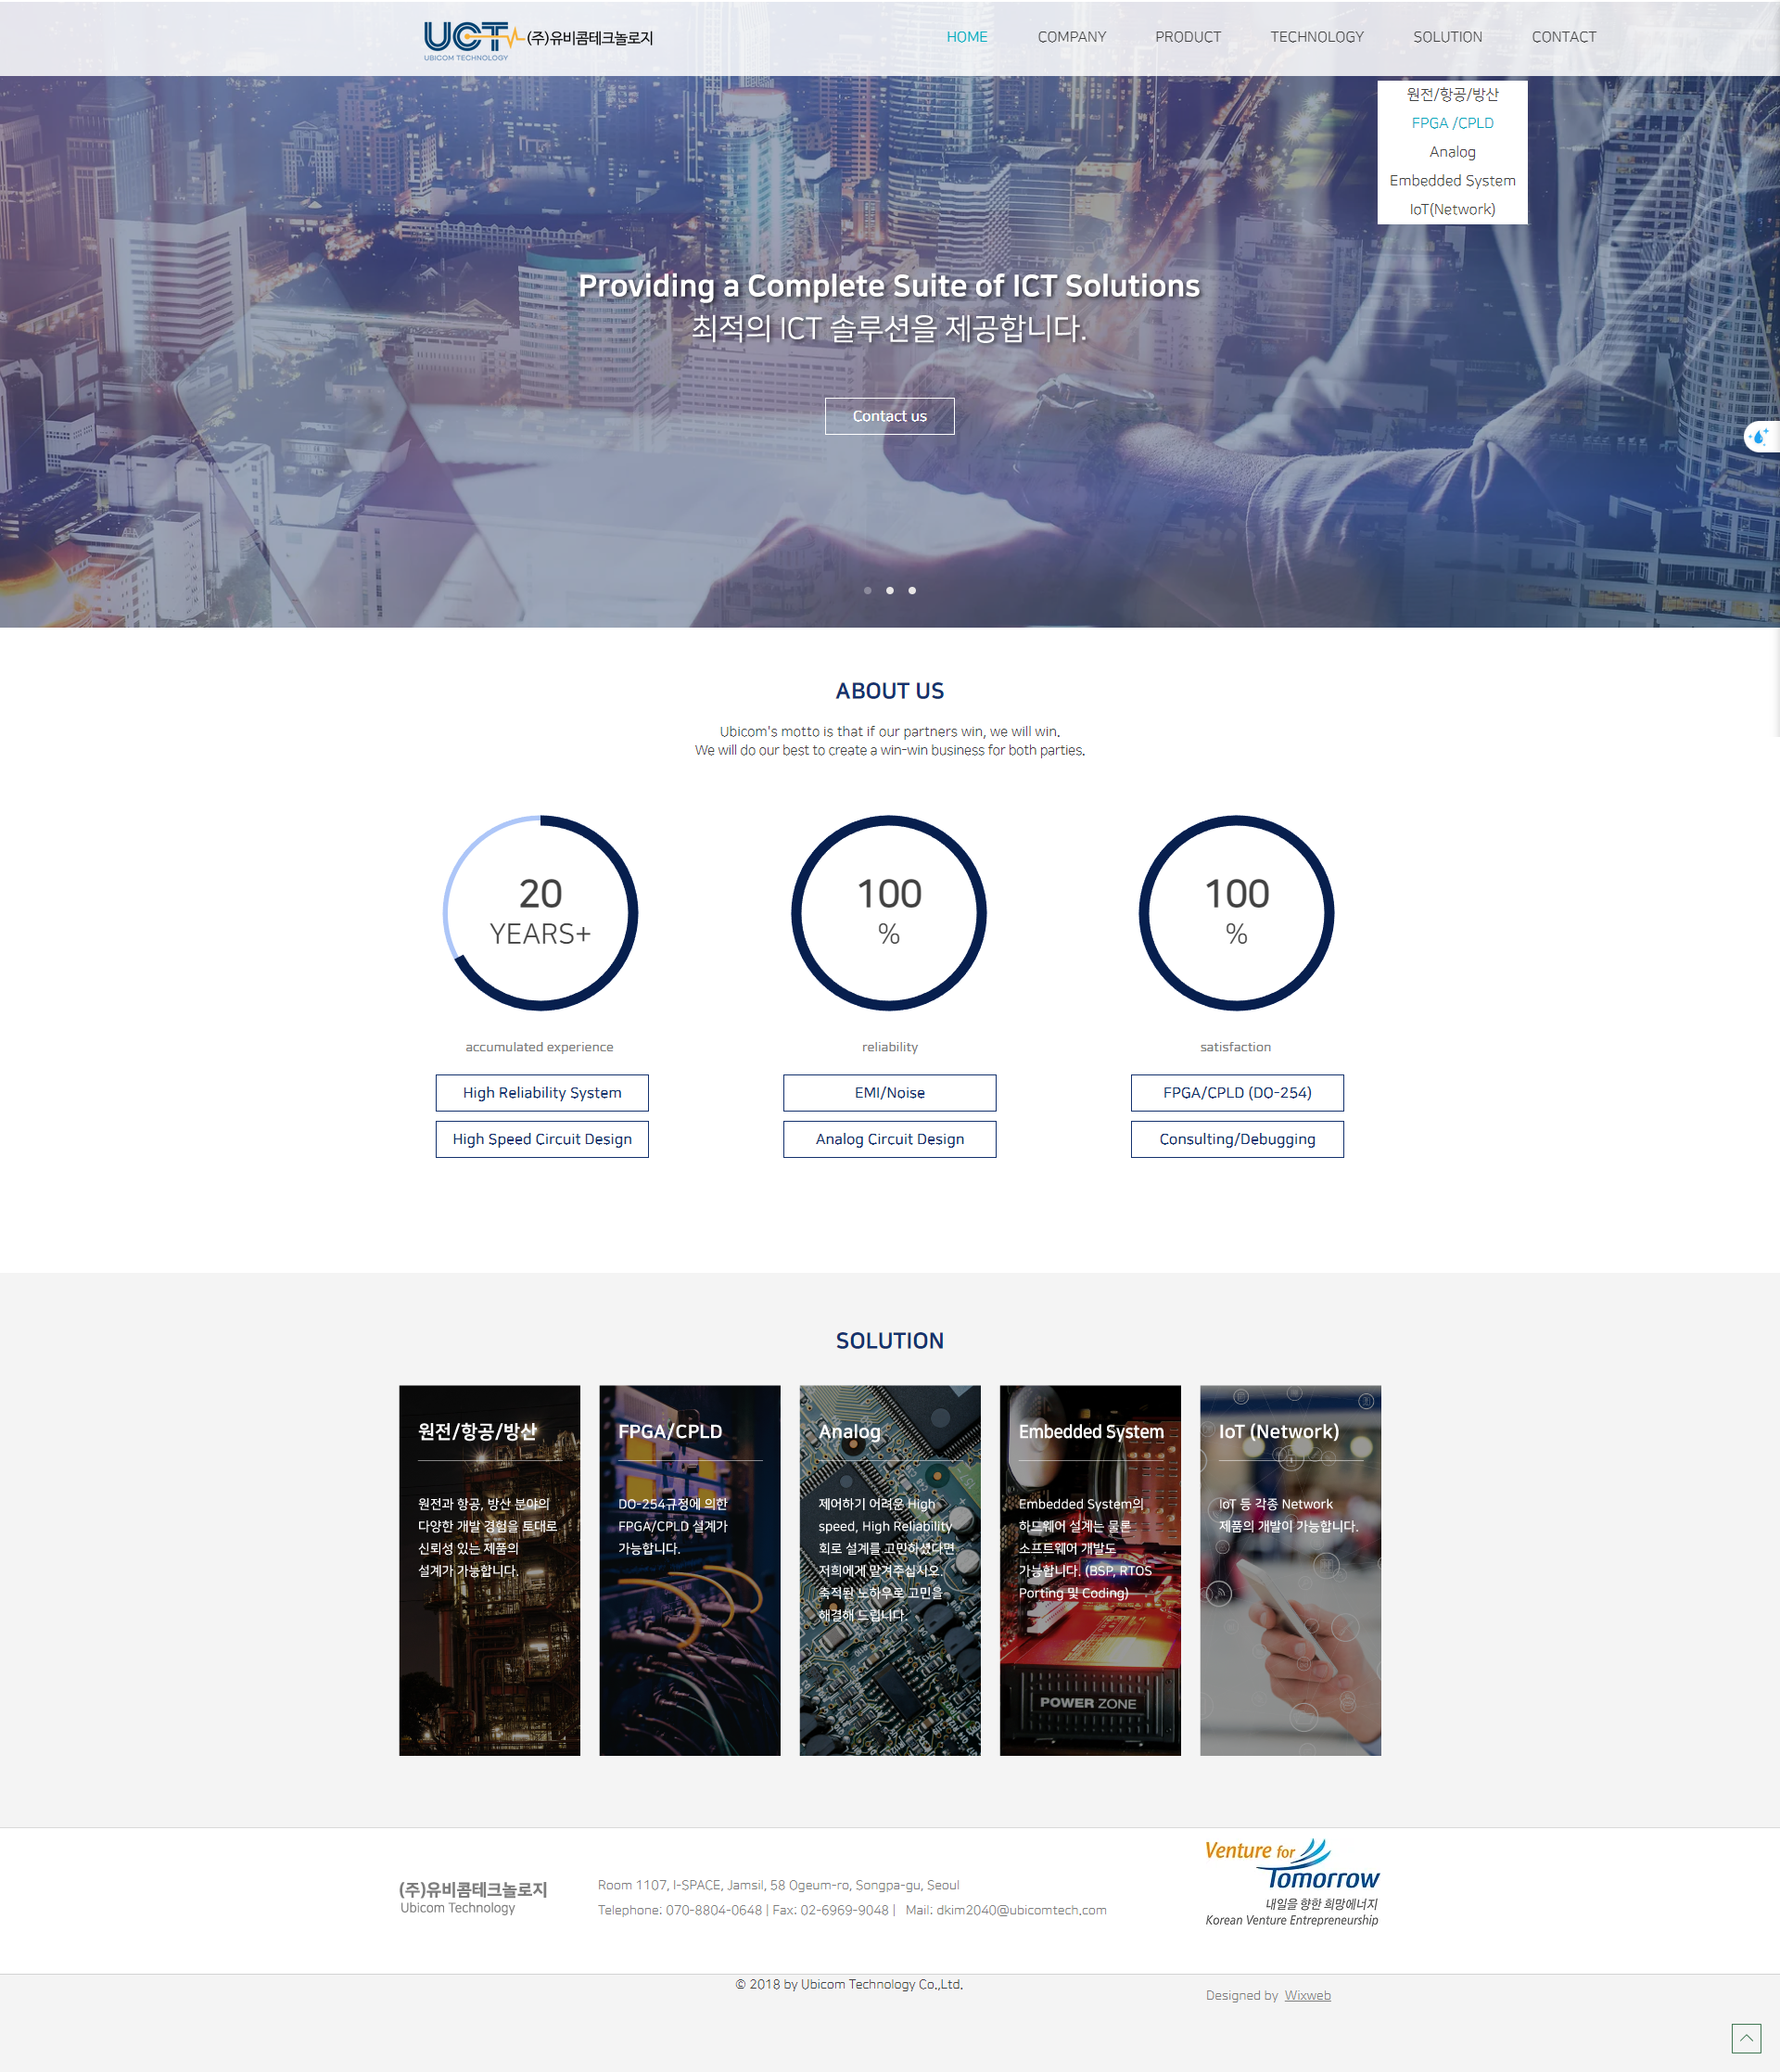 UCT (주)유비콤테크놀로지
UBICOM TECHNOLOGY
HOME COMPANY PRODUCT TECHNOLOGY SOLUTION CONTACT
원전/항공/방산
FPGA /CPLD
Analog
Embedded System
IoT(Network)
Providing a Complete Suite of ICT Solutions
최적의 ICT 솔루션을 제공합니다.
Contact us
ABOUT US
Ubicom's motto is that if our partners win, we will win.
We will do our best to create a win-win business for both parties.
20
YEARS+
accumulated experience
High Reliability System
High Speed Circuit Design
100
%
reliability
EMI/Noise
Analog Circuit Design
100
%
satisfaction
FPGA/CPLD (DO-254)
Consulting/Debugging
SOLUTION
원전/항공/방산
원전과 항공, 방산 분야의
다양한 개발 경험을 토대로
신뢰성 있는 제품의
설계가 가능합니다.
FPGA/CPLD
DO-254규정에 의한
FPGA/CPLD 설계가
가능합니다.
Analog
제어하기 어려운 High
speed, High Reliability
회로 설계를 고민하셨다면
저희에게 맡겨주십시오.
축적된 노하우로 고민을
해결해 드립니다.
Embedded System
Embedded System의
하드웨어 설계는 물론
소프트웨어 개발도
가능합니다. (BSP, RTOS
Porting 및 Coding)
POWER ZONE
IoT (Network)
IoT 등 각종 Network
제품의 개발이 가능합니다.
(주)유비콤테크놀로지
Ubicom Technology
Room 1107, I-SPACE, Jamsil, 58 Ogeum-ro, Songpa-gu, Seoul
Telephone: 070-8804-0648 | Fax: 02-6969-9048 | Mail: dkim2040@ubicomtech.com
Venture for
Tomorrow
내일을 향한 희망에너지
Korean Venture Entrepreneurship
© 2018 by Ubicom Technology Co.,Ltd.
Designed by Wixweb